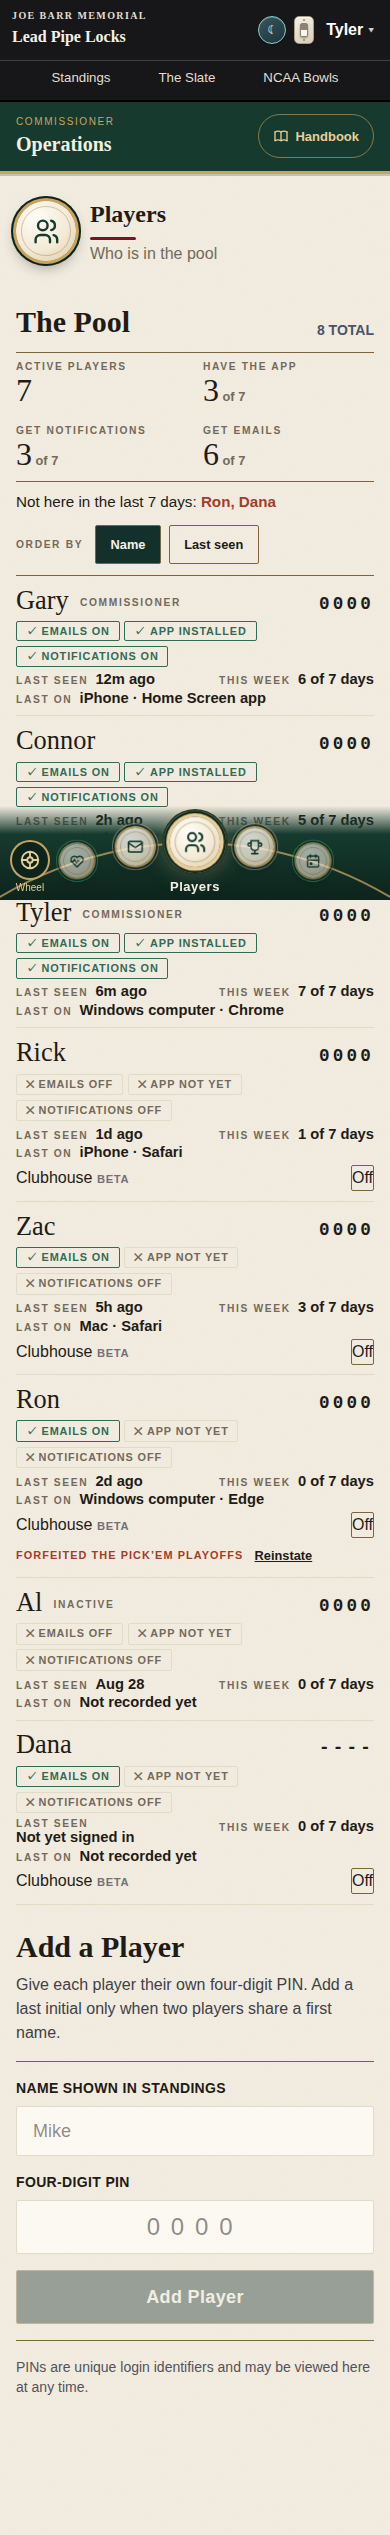 JOE BARR MEMORIAL
Lead Pipe Locks
Tyler
Standings The Slate NCAA Bowls
COMMISSIONER
Operations
Handbook
Players
Who is in the pool
The Pool
8 TOTAL
ACTIVE PLAYERS HAVE THE APP
7 3 of 7
GET NOTIFICATIONS GET EMAILS
3 of 7 6 of 7
Not here in the last 7 days: Ron, Dana
ORDER BY Name Last seen
Gary COMMISSIONER 0000
✓ EMAILS ON ✓ APP INSTALLED
✓ NOTIFICATIONS ON
LAST SEEN 12m ago THIS WEEK 6 of 7 days
LAST ON iPhone · Home Screen app
Connor 0000
✓ EMAILS ON ✓ APP INSTALLED
✓ NOTIFICATIONS ON
LAST SEEN 2h ago THIS WEEK 5 of 7 days
Wheel
Players
Tyler COMMISSIONER 0000
✓ EMAILS ON ✓ APP INSTALLED
✓ NOTIFICATIONS ON
LAST SEEN 6m ago THIS WEEK 7 of 7 days
LAST ON Windows computer · Chrome
Rick 0000
✕ EMAILS OFF ✕ APP NOT YET
✕ NOTIFICATIONS OFF
LAST SEEN 1d ago THIS WEEK 1 of 7 days
LAST ON iPhone · Safari
Clubhouse BETA Off
Zac 0000
✓ EMAILS ON ✕ APP NOT YET
✕ NOTIFICATIONS OFF
LAST SEEN 5h ago THIS WEEK 3 of 7 days
LAST ON Mac · Safari
Clubhouse BETA Off
Ron 0000
✓ EMAILS ON ✕ APP NOT YET
✕ NOTIFICATIONS OFF
LAST SEEN 2d ago THIS WEEK 0 of 7 days
LAST ON Windows computer · Edge
Clubhouse BETA Off
FORFEITED THE PICK'EM PLAYOFFS Reinstate
Al INACTIVE 0000
✕ EMAILS OFF ✕ APP NOT YET
✕ NOTIFICATIONS OFF
LAST SEEN Aug 28 THIS WEEK 0 of 7 days
LAST ON Not recorded yet
Dana ----
✓ EMAILS ON ✕ APP NOT YET
✕ NOTIFICATIONS OFF
LAST SEEN
Not yet signed in THIS WEEK 0 of 7 days
LAST ON Not recorded yet
Clubhouse BETA Off
Add a Player
Give each player their own four-digit PIN. Add a
last initial only when two players share a first
name.
NAME SHOWN IN STANDINGS
Mike
FOUR-DIGIT PIN
0000
Add Player
PINs are unique login identifiers and may be viewed here
at any time.